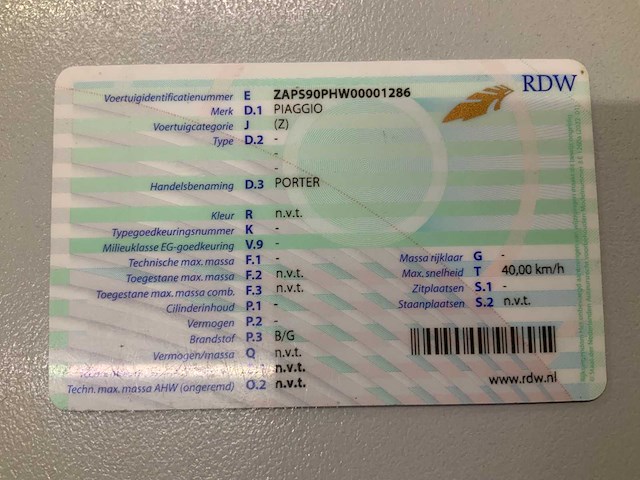 RDW
Voertuigidentificatienummer E ZAPS90PHW00001286
Merk D.1 PIAGGIO
Voertuigcategorie J (Z)
Type D.2 -
-
-
Handelsbenaming D.3 PORTER
Kleur R n.v.t.
Typegoedkeuringsnummer K -
Milieuklasse EG-goedkeuring V.9 -
Technische max. massa F.1 -
Toegestane max. massa F.2 n.v.t.
Toegestane max. massa comb. F.3 n.v.t.
Cilinderinhoud P.1 -
Vermogen P.2 -
Brandstof P.3 B/G
Vermogen/massa Q n.v.t.
n.v.t.
Techn. max. massa AHW (ongeremd) O.2 n.v.t.
Massa rijklaar G -
Max. snelheid T 40,00 km/h
Zitplaatsen S.1 -
Staanplaatsen S.2 n.v.t.
www.rdw.nl